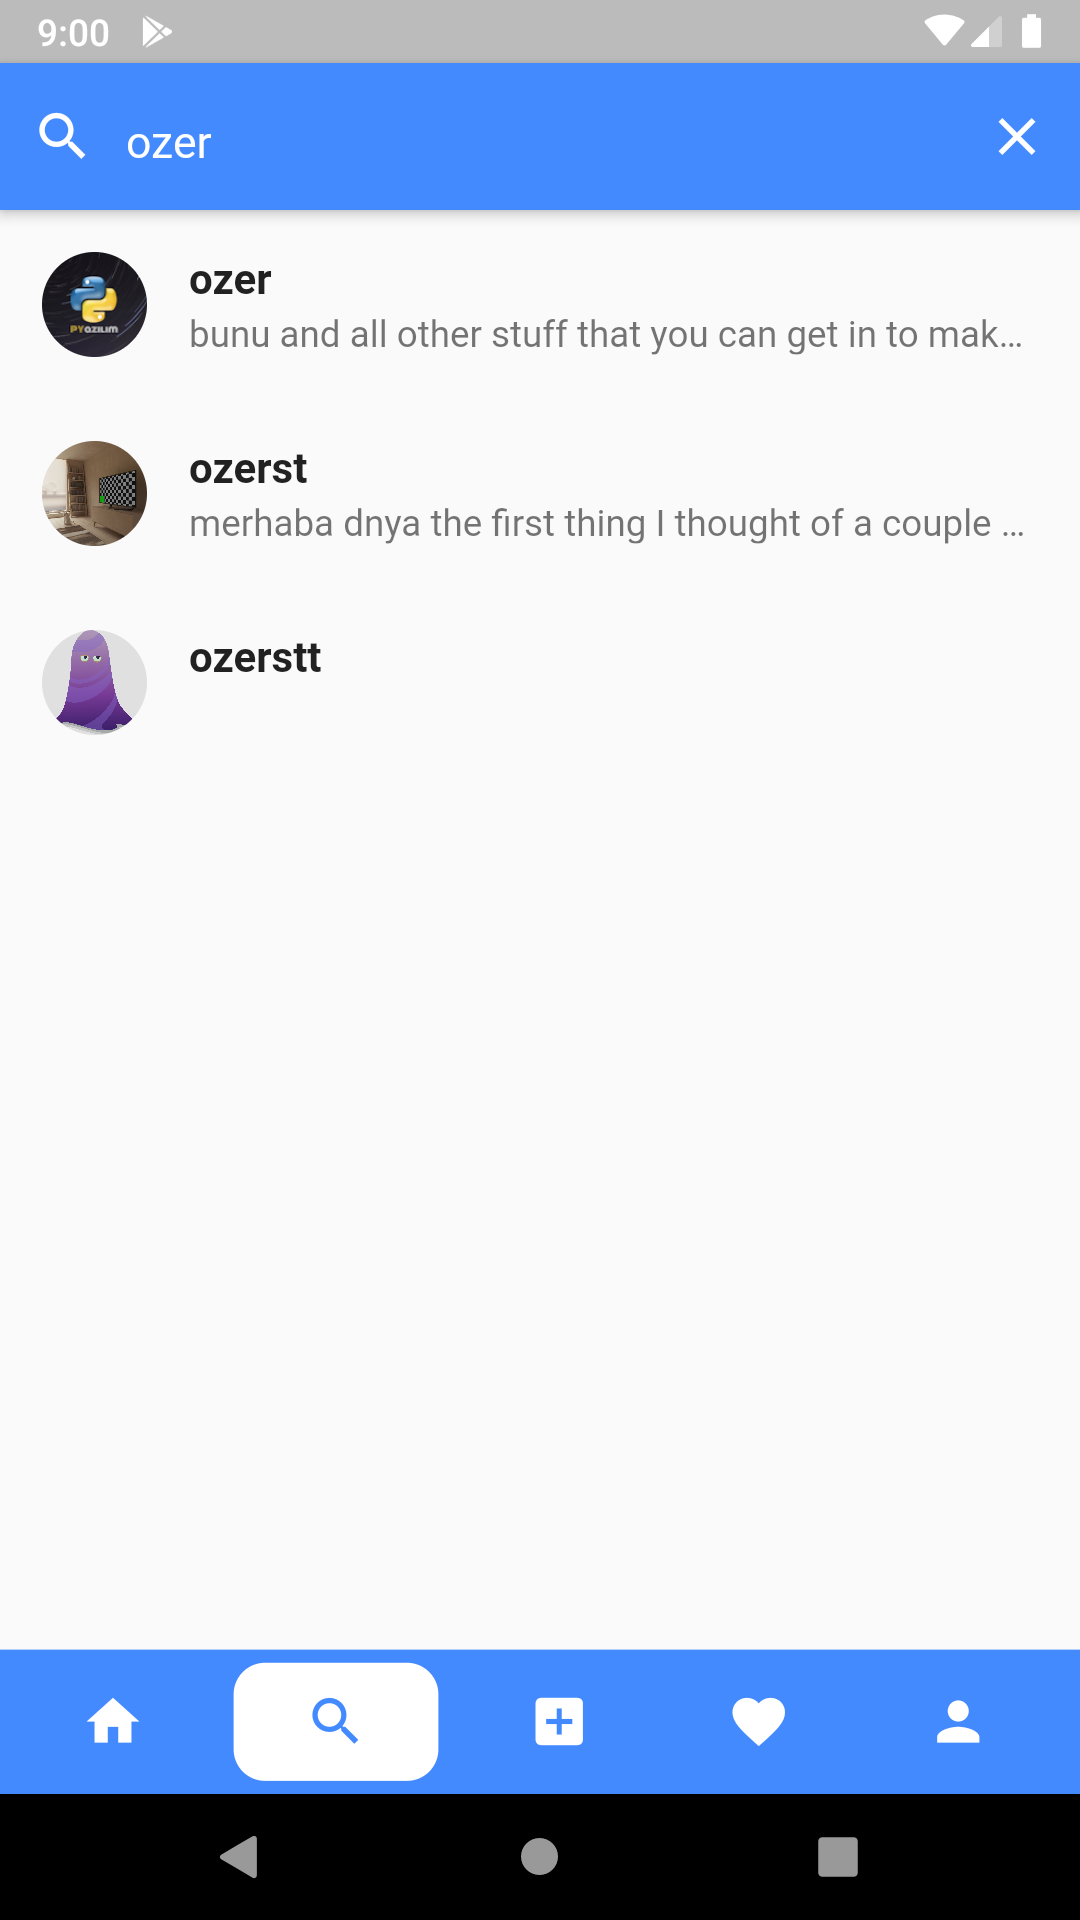 9:00
ozer
PYAZILIM
ozer
bunu and all other stuff that you can get in to mak...
ozerst
merhaba dnya the first thing I thought of a couple ...
ozerstt